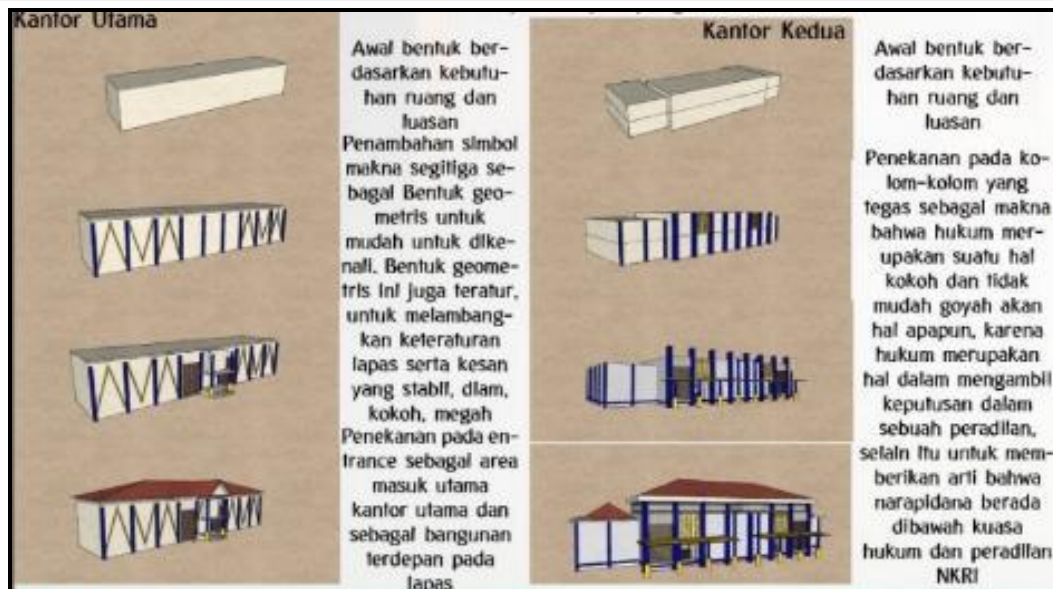 Kantor Utama
Awal bentuk ber-
dasarkan kebutu-
han ruang dan
luasan
Penambahan simbol
makna segitiga se-
bagai Bentuk geo-
metris untuk
mudah untuk dike-
nali. Bentuk geome-
tris ini juga teratur,
untuk melambang-
kan keteraturan
lapas serta kesan
yang stabil, diam,
kokoh, megah
Penekanan pada en-
trance sebagai area
masuk utama
kantor utama dan
sebagai bangunan
terdepan pada
lapas
Kantor Kedua
Awal bentuk ber-
dasarkan kebutu-
han ruang dan
luasan
Penekanan pada ko-
lom-kolom yang
tegas sebagai makna
bahwa hukum mer-
upakan suatu hal
kokoh dan tidak
mudah goyah akan
hal apapun, karena
hukum merupakan
hal dalam mengambil
keputusan dalam
sebuah peradilan,
selain itu untuk mem-
berikan arti bahwa
narapidana berada
dibawah kuasa
hukum dan peradilan
NKRI